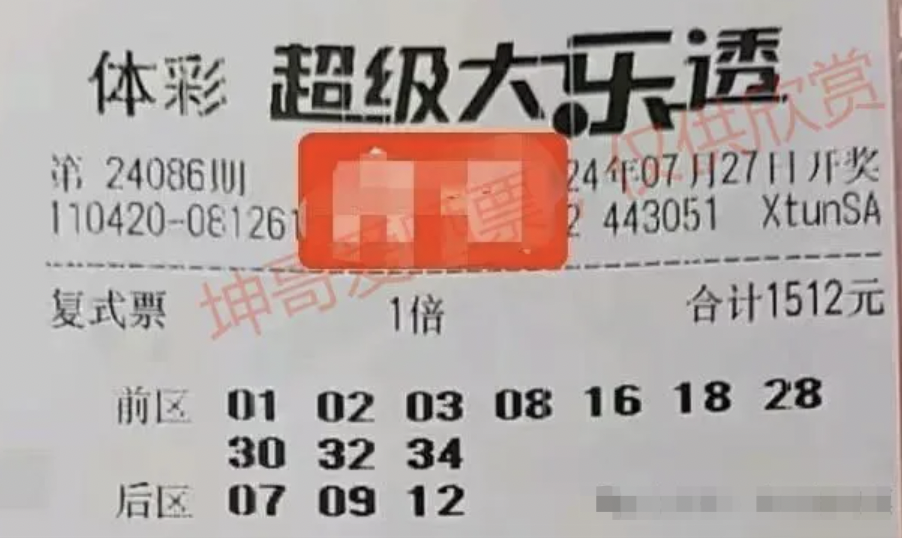 体彩 超级大乐透
第 24086期 24年07月27日开奖
110420-081261 2 443051 XtunSA
复式票 1倍 合计1512元
前区 01 02 03 08 16 18 28
30 32 34
后区 07 09 12
坤哥爱 票，仅供欣赏